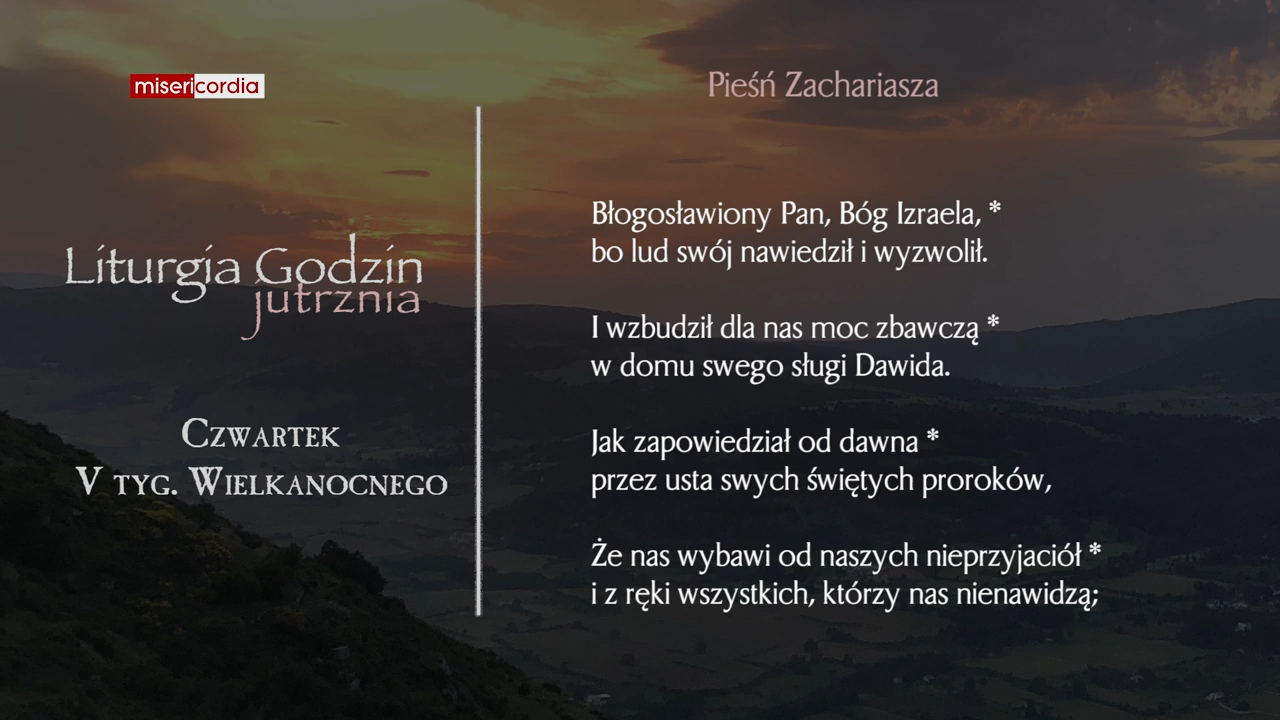 misericordia
Liturgia Godzin
jutrznia
Czwartek
V tyg. Wielkanocnego
Pieśń Zachariasza
Błogosławiony Pan, Bóg Izraela, *
bo lud swój nawiedził i wyzwolił.
I wzbudził dla nas moc zbawczą *
w domu swego sługi Dawida.
Jak zapowiedział od dawna *
przez usta swych świętych proroków,
Że nas wybawi od naszych nieprzyjaciół *
i z ręki wszystkich, którzy nas nienawidzą;